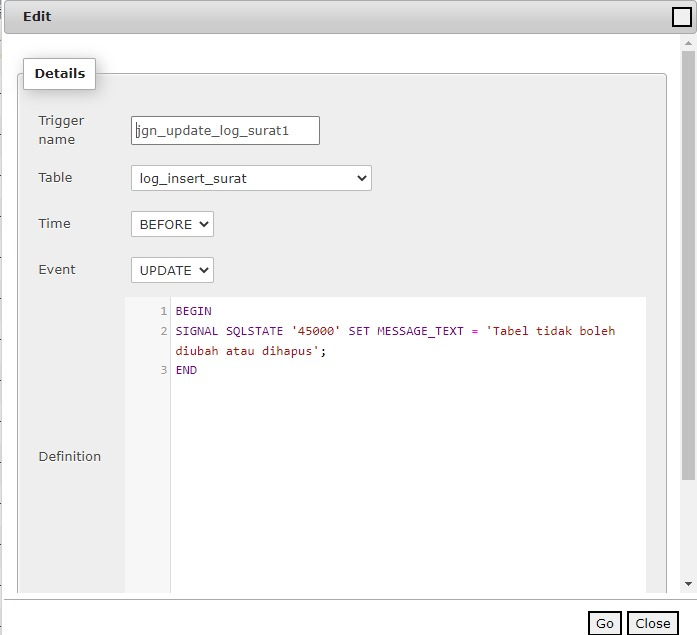 Edit
Details
Trigger
name
jgn_update_log_surat1
Table
log_insert_surat
Time
BEFORE
Event
UPDATE
Definition
1 BEGIN
2 SIGNAL SQLSTATE '45000' SET MESSAGE_TEXT = 'Tabel tidak boleh
diubah atau dihapus';
3 END
Go
Close